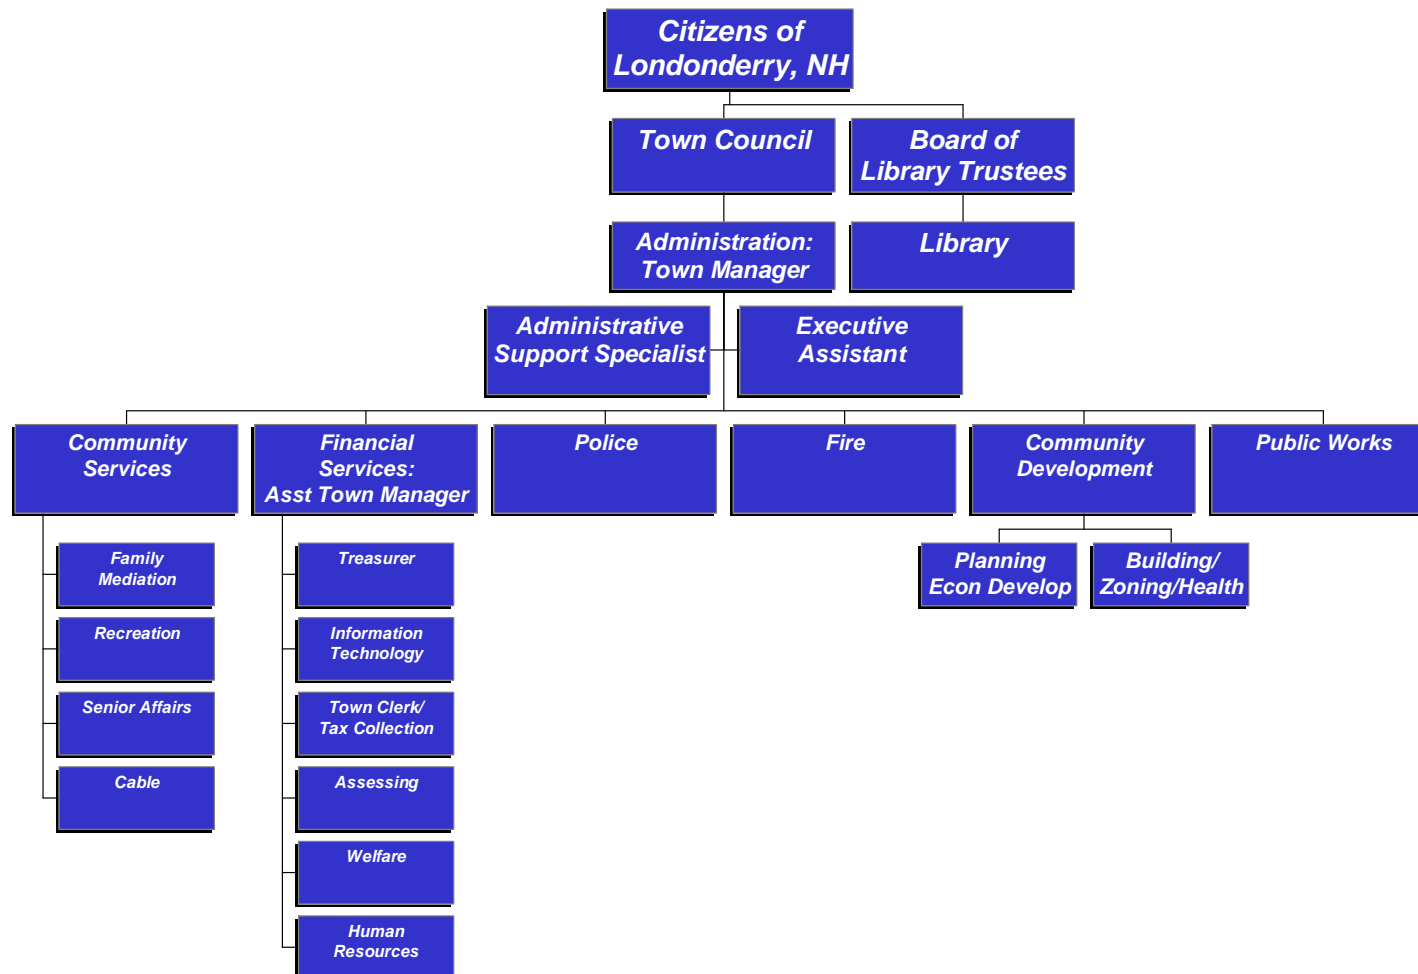 Citizens of
Londonderry, NH
Town Council
Board of
Library Trustees
Administration:
Town Manager
Library
Administrative
Support Specialist
Executive
Assistant
Community
Services
Financial
Services:
Asst Town Manager
Police
Fire
Community
Development
Public Works
Family
Mediation
Recreation
Senior Affairs
Cable
Treasurer
Information
Technology
Town Clerk/
Tax Collection
Assessing
Welfare
Human
Resources
Planning
Econ Develop
Building/
Zoning/Health